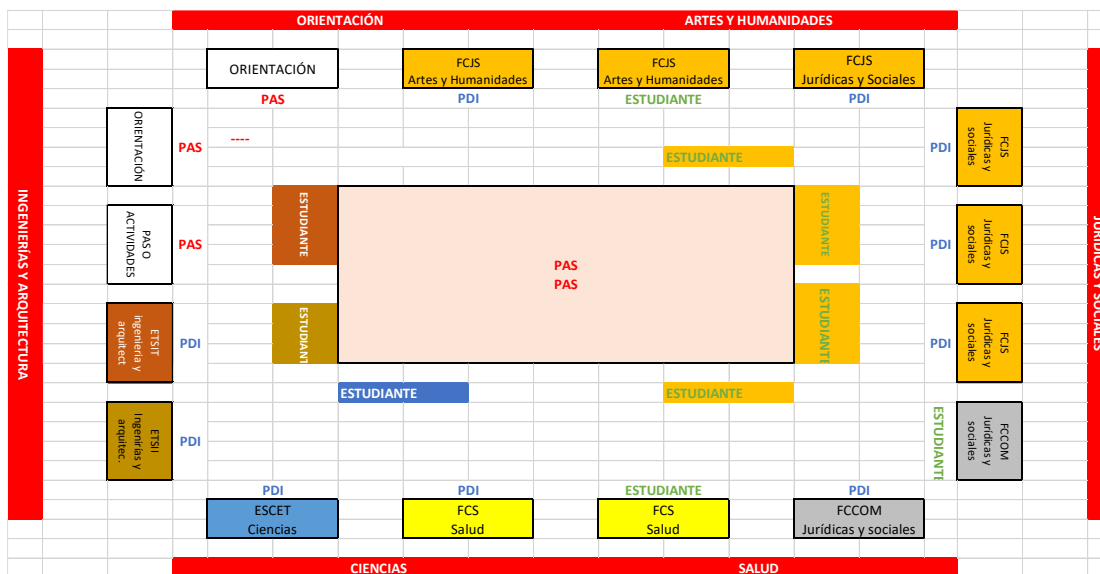 ORIENTACIÓN ARTES Y HUMANIDADES
ORIENTACIÓN
FCJS
Artes y Humanidades
FCJS
Artes y Humanidades
FCJS
Jurídicas y Sociales
PAS PDI ESTUDIANTE PDI
INGENIERÍAS Y ARQUITECTURA
ORIENTACIÓN
PAS
----
ESTUDIANTE
PDI
FCJS
Jurídicas y
sociales
JURÍDICAS Y SOCIALES
PAS O
ACTIVIDADES
PAS
ESTUDIANTE
PAS
PAS
ESTUDIANTE
PDI
FCJS
Jurídicas y
sociales
ETSIT
ingeniería y
arquitect
PDI
ESTUDIANT
ESTUDIANTE
PDI
FCJS
Jurídicas y
sociales
ESTUDIANTE
ESTUDIANTE
ETSII
Ingenirías y
arquitec.
PDI
ESTUDIANTE
FCCOM
Jurídicas y
sociales
PDI PDI ESTUDIANTE PDI
ESCET
Ciencias
FCS
Salud
FCS
Salud
FCCOM
Jurídicas y sociales
CIENCIAS SALUD